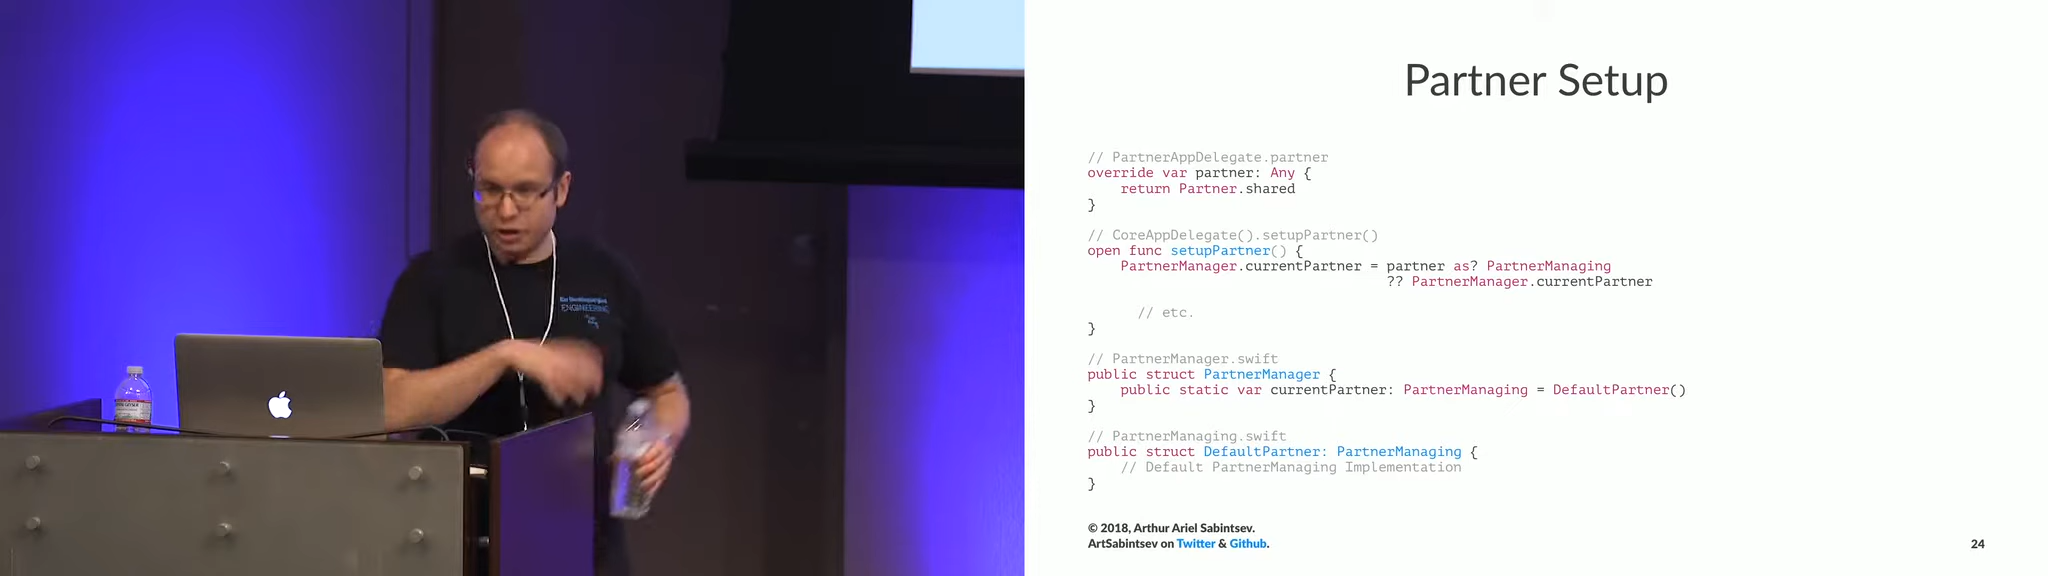 ENGINEERING
Partner Setup
// PartnerAppDelegate.partner
override var partner: Any {
return Partner.shared
}
// CoreAppDelegate().setupPartner()
open func setupPartner() {
PartnerManager.currentPartner = partner as? PartnerManaging
?? PartnerManager.currentPartner
// etc.
}
// PartnerManager.swift
public struct PartnerManager {
public static var currentPartner: PartnerManaging = DefaultPartner()
}
// PartnerManaging.swift
public struct DefaultPartner: PartnerManaging {
// Default PartnerManaging Implementation
}
© 2018, Arthur Ariel Sabintsev.
ArtSabintsev on Twitter & Github.
24